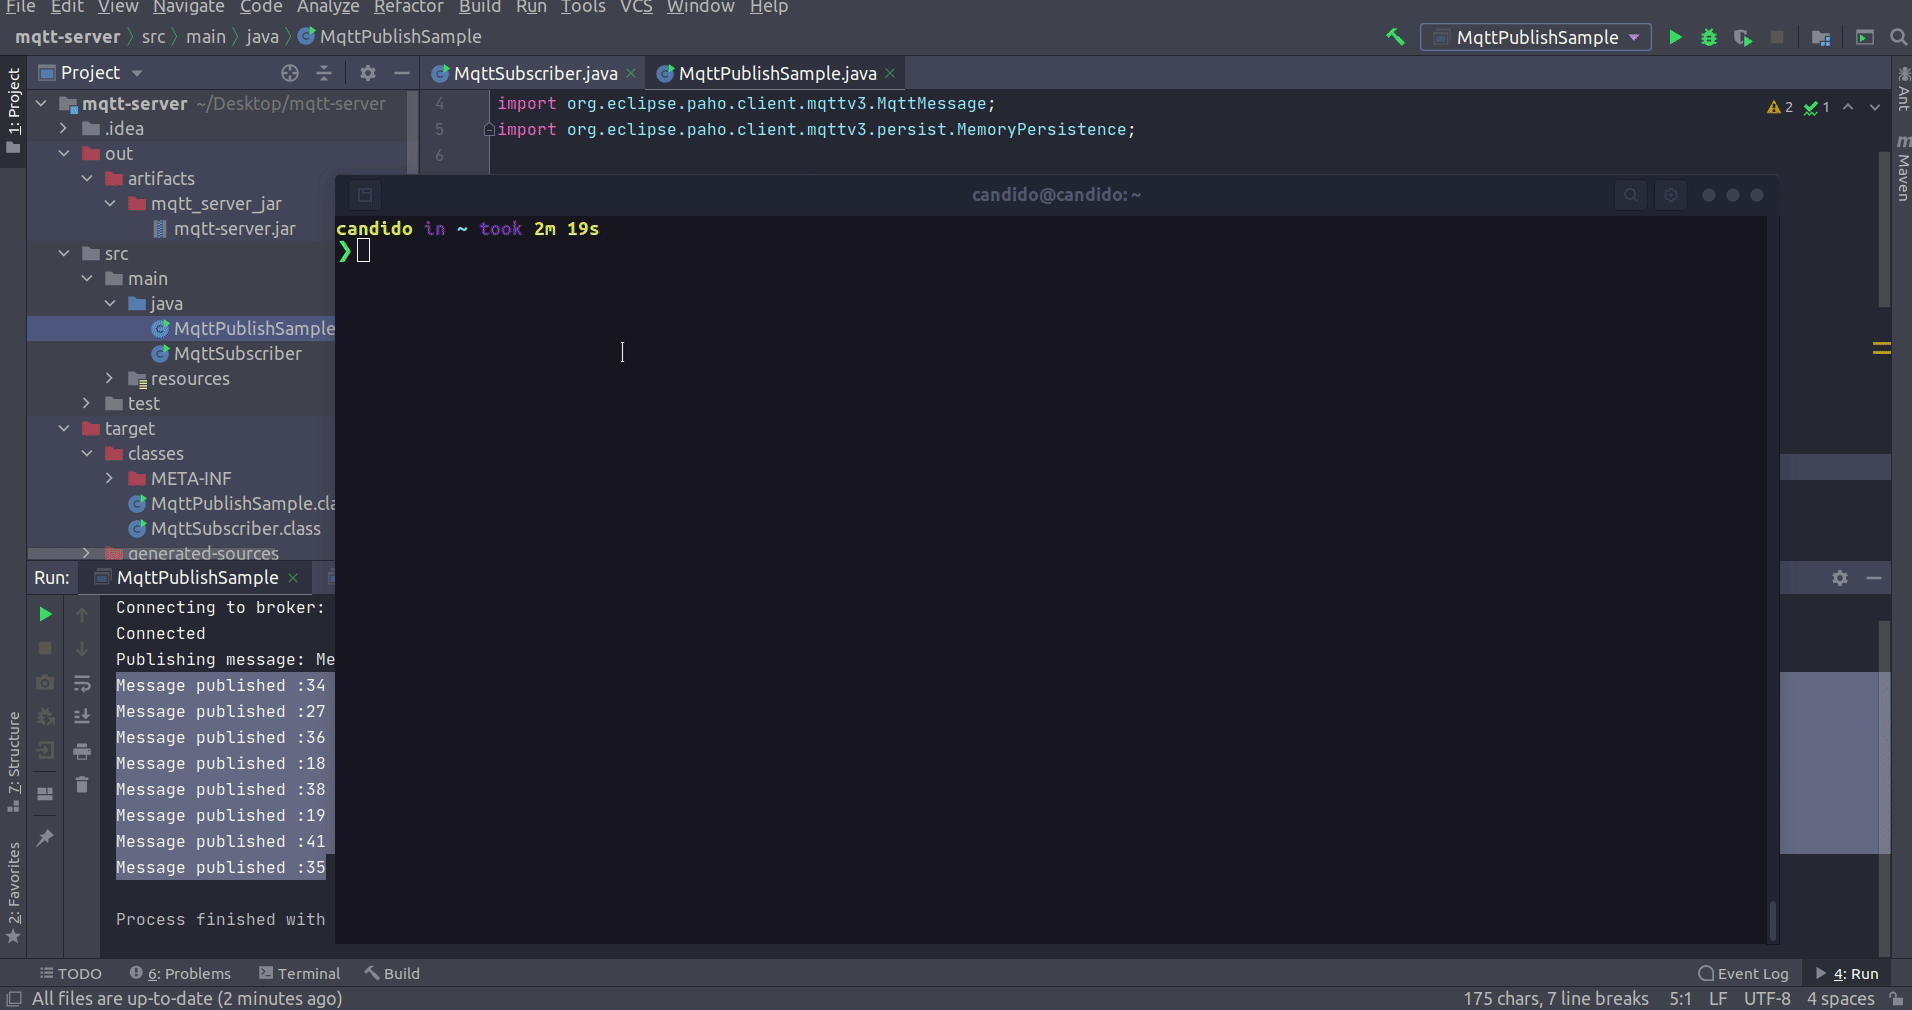 File Edit View Navigate Code Analyze Refactor Build Run Tools VCS Window Help
mqtt-server src main java MqttPublishSample
MqttPublishSample
1: Project
Project
MqttSubscriber.java
MqttPublishSample.java
mqtt-server ~/Desktop/mqtt-server
.idea
out
artifacts
mqtt_server_jar
mqtt-server.jar
src
main
java
MqttPublishSample
MqttSubscriber
resources
test
target
classes
META-INF
MqttPublishSample.cla
MqttSubscriber.class
generated-sources
4 import org.eclipse.paho.client.mqttv3.MqttMessage;
5 import org.eclipse.paho.client.mqttv3.persist.MemoryPersistence;
6
2 1
Ant
Maven
candido@candido: ~
candido in ~ took 2m 19s
❯
Run: MqttPublishSample
Connecting to broker:
Connected
Publishing message: Me
Message published :34
Message published :27
Message published :36
Message published :18
Message published :38
Message published :19
Message published :41
Message published :35
Process finished with
7: Structure
2: Favorites
TODO 6: Problems Terminal Build
Event Log 4: Run
All files are up-to-date (2 minutes ago)
175 chars, 7 line breaks 5:1 LF UTF-8 4 spaces